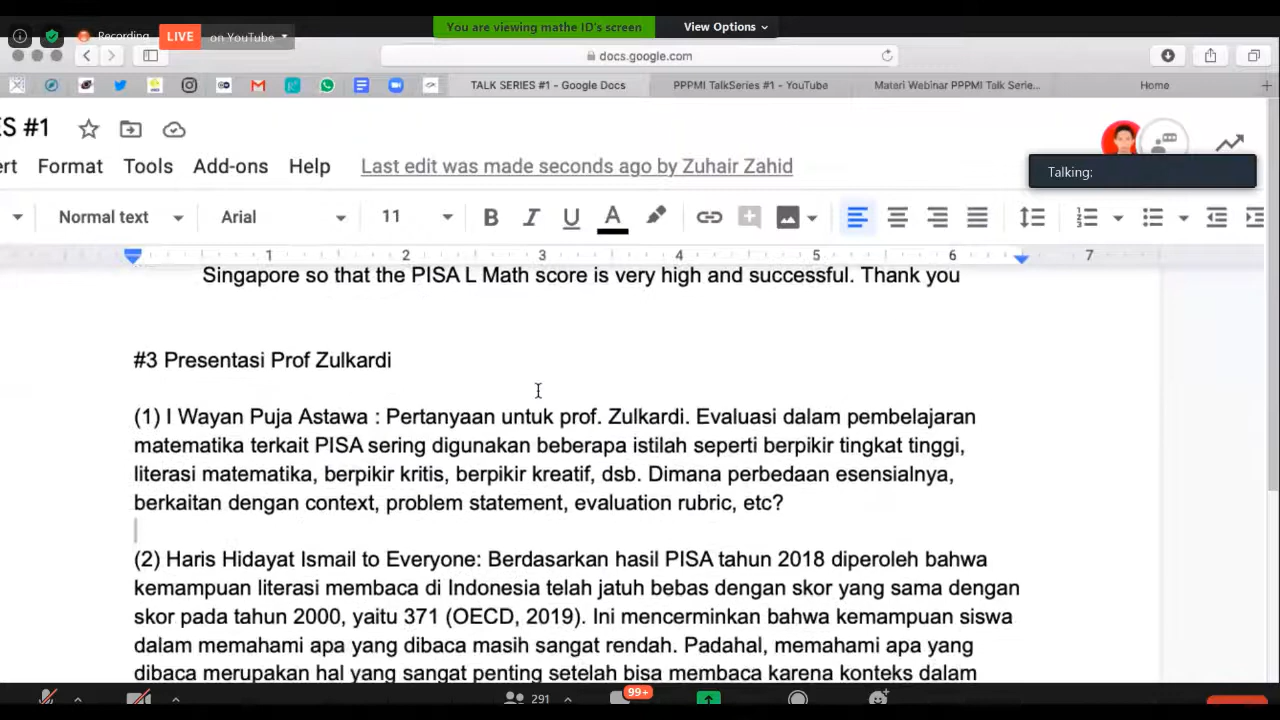 You are viewing mathe ID's screen
View Options
Recording
LIVE
on YouTube
docs.google.com
TALK SERIES #1 - Google Docs
PPPMI TalkSeries #1 - YouTube
Materi Webinar PPPMI Talk Serie...
Home
ES #1
ert Format Tools Add-ons Help Last edit was made seconds ago by Zuhair Zahid
Talking:
Normal text Arial 11 B I U A
1 2 3 4 5 6 7
Singapore so that the PISA L Math score is very high and successful. Thank you
#3 Presentasi Prof Zulkardi
(1) I Wayan Puja Astawa : Pertanyaan untuk prof. Zulkardi. Evaluasi dalam pembelajaran
matematika terkait PISA sering digunakan beberapa istilah seperti berpikir tingkat tinggi,
literasi matematika, berpikir kritis, berpikir kreatif, dsb. Dimana perbedaan esensialnya,
berkaitan dengan context, problem statement, evaluation rubric, etc?
(2) Haris Hidayat Ismail to Everyone: Berdasarkan hasil PISA tahun 2018 diperoleh bahwa
kemampuan literasi membaca di Indonesia telah jatuh bebas dengan skor yang sama dengan
skor pada tahun 2000, yaitu 371 (OECD, 2019). Ini mencerminkan bahwa kemampuan siswa
dalam memahami apa yang dibaca masih sangat rendah. Padahal, memahami apa yang
dibaca merupakan hal yang sangat penting setelah bisa membaca karena konteks dalam
291
99+